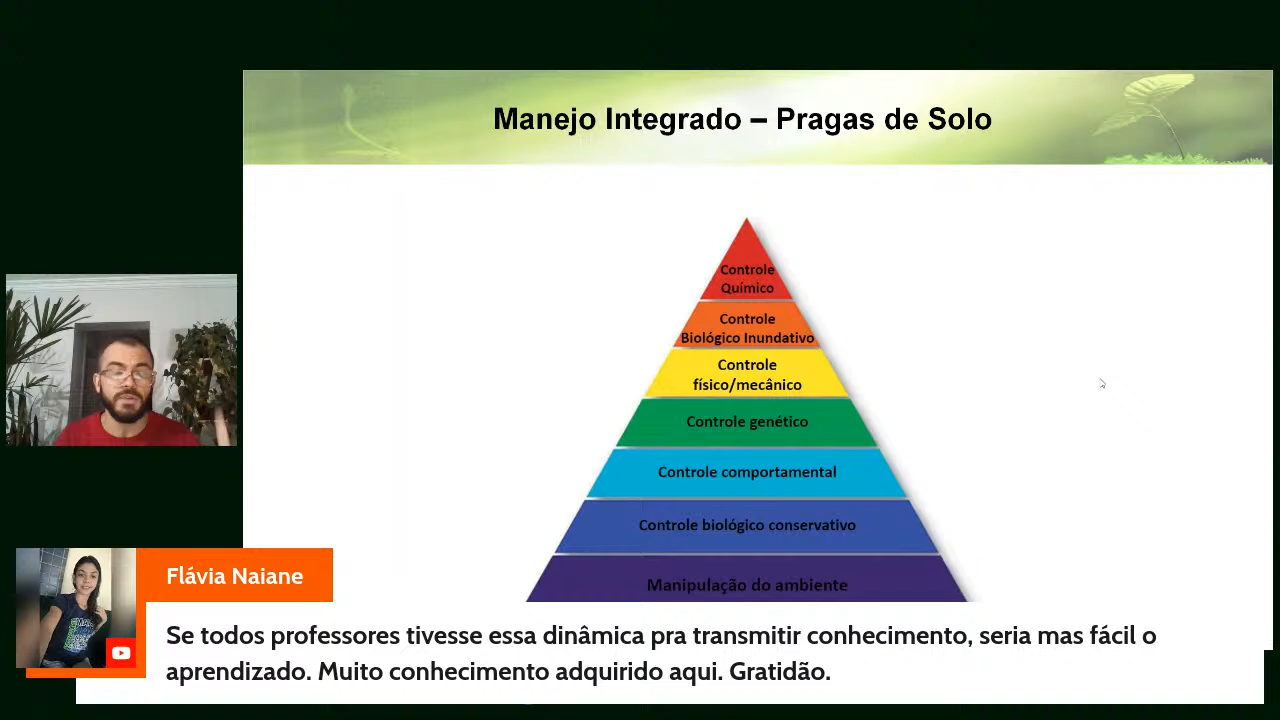 Manejo Integrado – Pragas de Solo
Controle
Químico
Controle
Biológico Inundativo
Controle
físico/mecânico
Controle genético
Controle comportamental
Controle biológico conservativo
Manipulação do ambiente
Flávia Naiane
Se todos professores tivesse essa dinâmica pra transmitir conhecimento, seria mas fácil o
aprendizado. Muito conhecimento adquirido aqui. Gratidão.